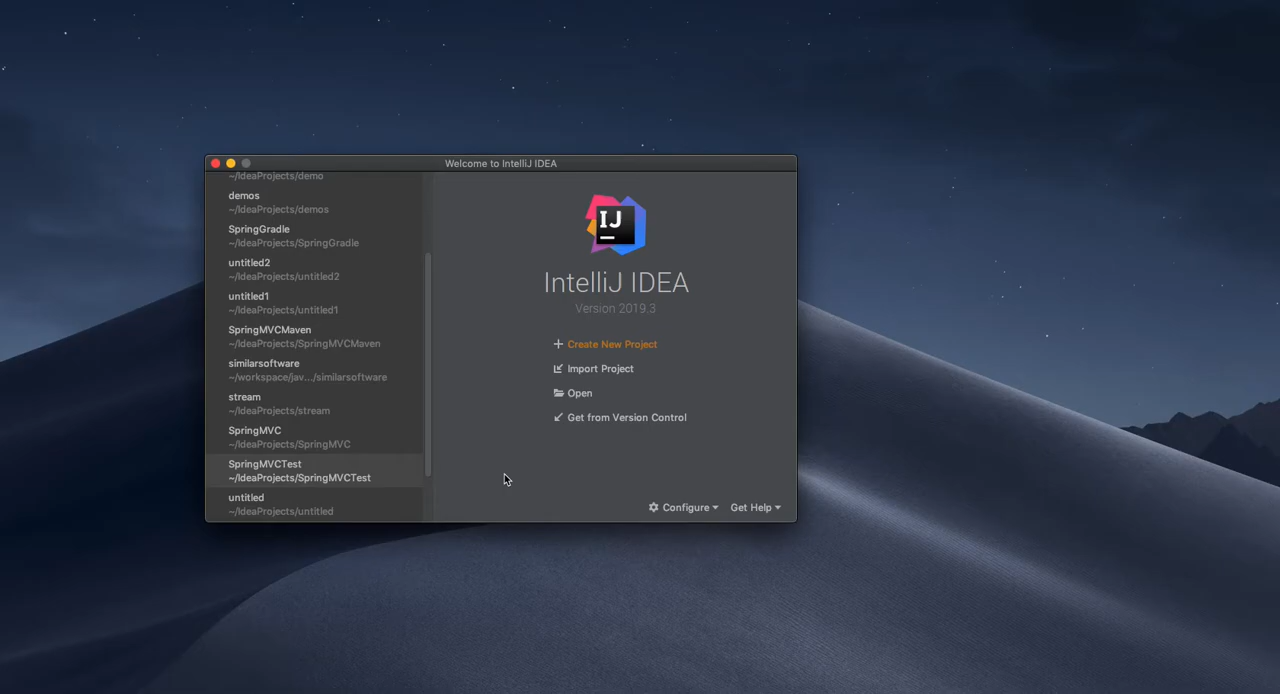 Welcome to IntelliJ IDEA
~/IdeaProjects/demo
demos
~/IdeaProjects/demos
SpringGradle
~/IdeaProjects/SpringGradle
untitled2
~/IdeaProjects/untitled2
untitled1
~/IdeaProjects/untitled1
SpringMVCMaven
~/IdeaProjects/SpringMVCMaven
similarsoftware
~/workspace/jav.../similarsoftware
stream
~/IdeaProjects/stream
SpringMVC
~/IdeaProjects/SpringMVC
SpringMVCTest
~/IdeaProjects/SpringMVCTest
untitled
~/IdeaProjects/untitled
IJ
IntelliJ IDEA
Version 2019.3
Create New Project
Import Project
Open
Get from Version Control
Configure
Get Help